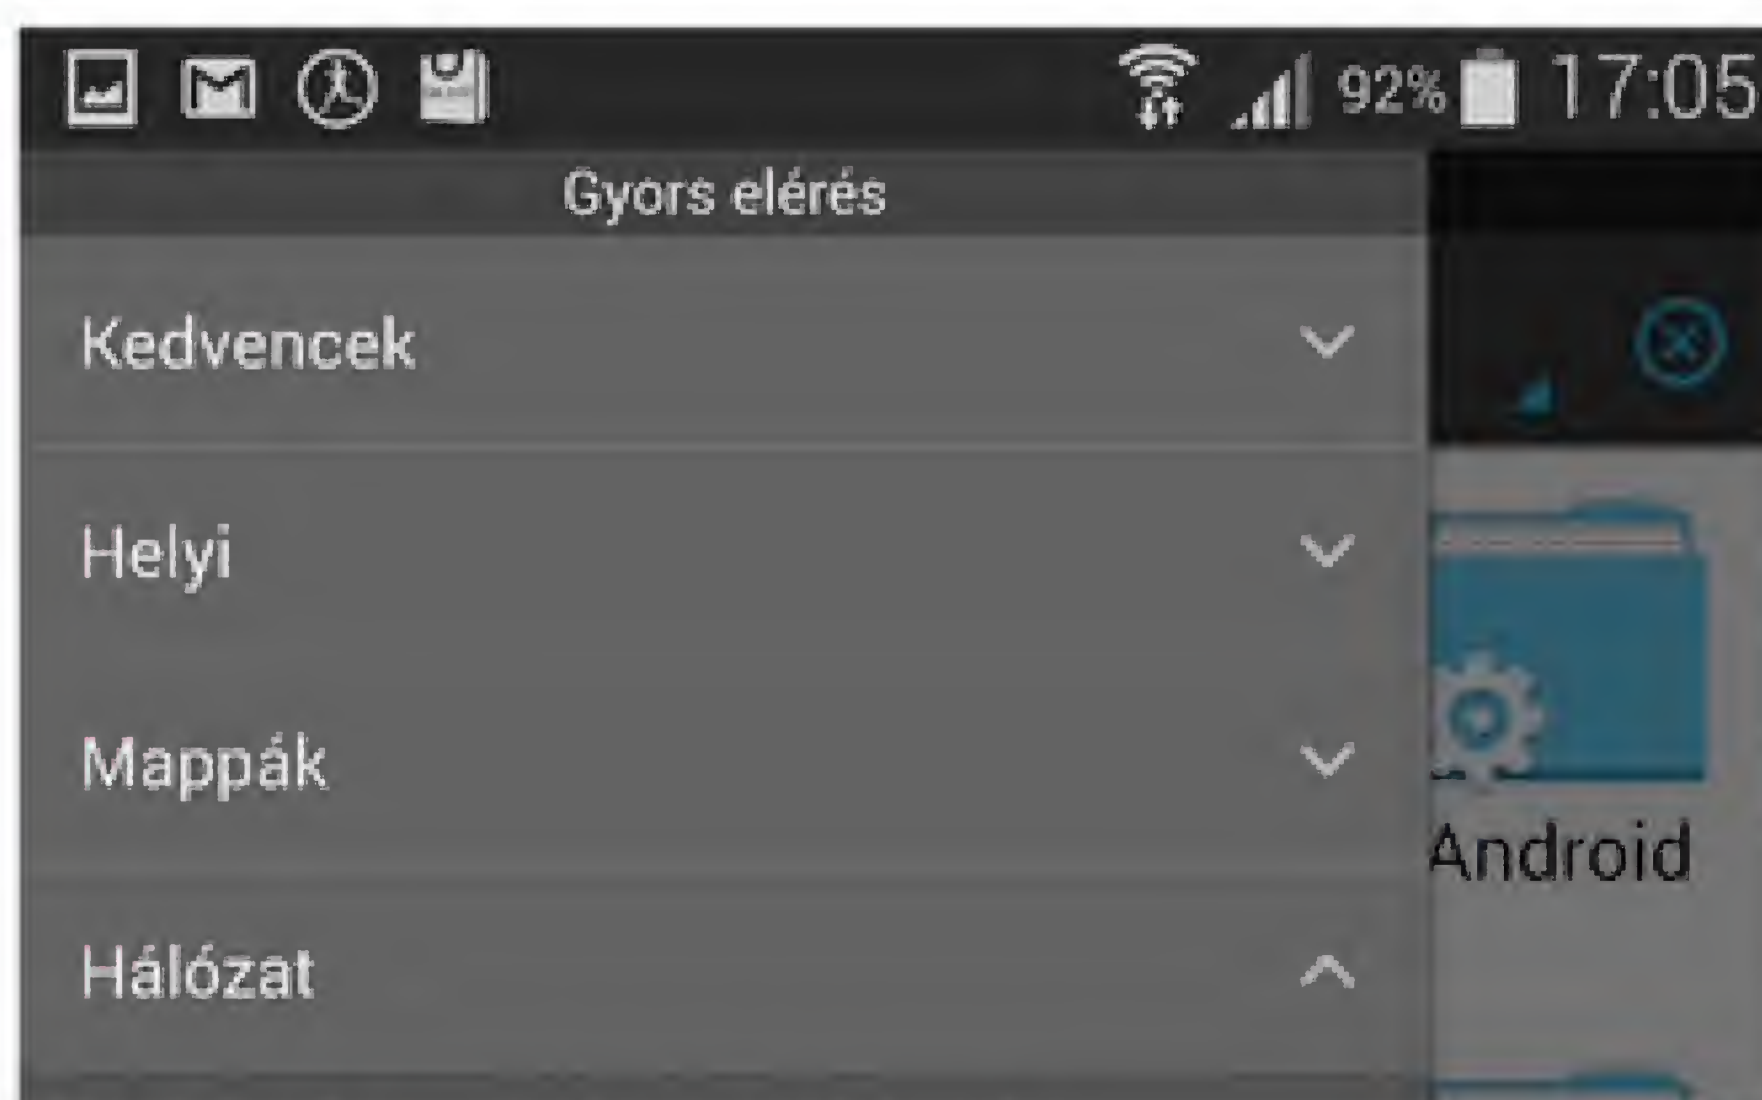 92% 17:05
Gyors elérés
Kedvencek
Helyi
Mappák
Android
Hálózat